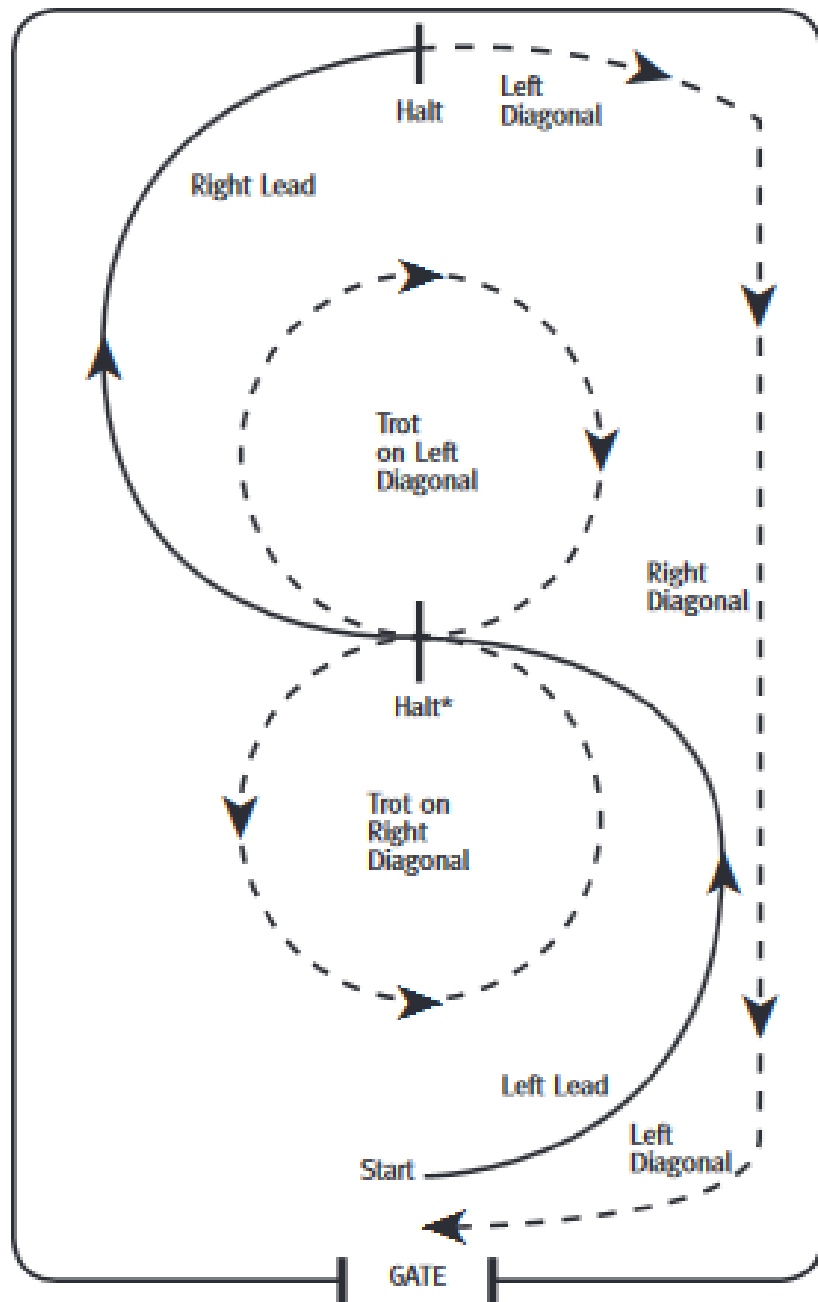 Halt
Left
Diagonal
Right Lead
Trot
on Left
Diagonal
Right
Diagonal
Halt*
Trot on
Right
Diagonal
Left Lead
Left
Diagonal
Start
GATE